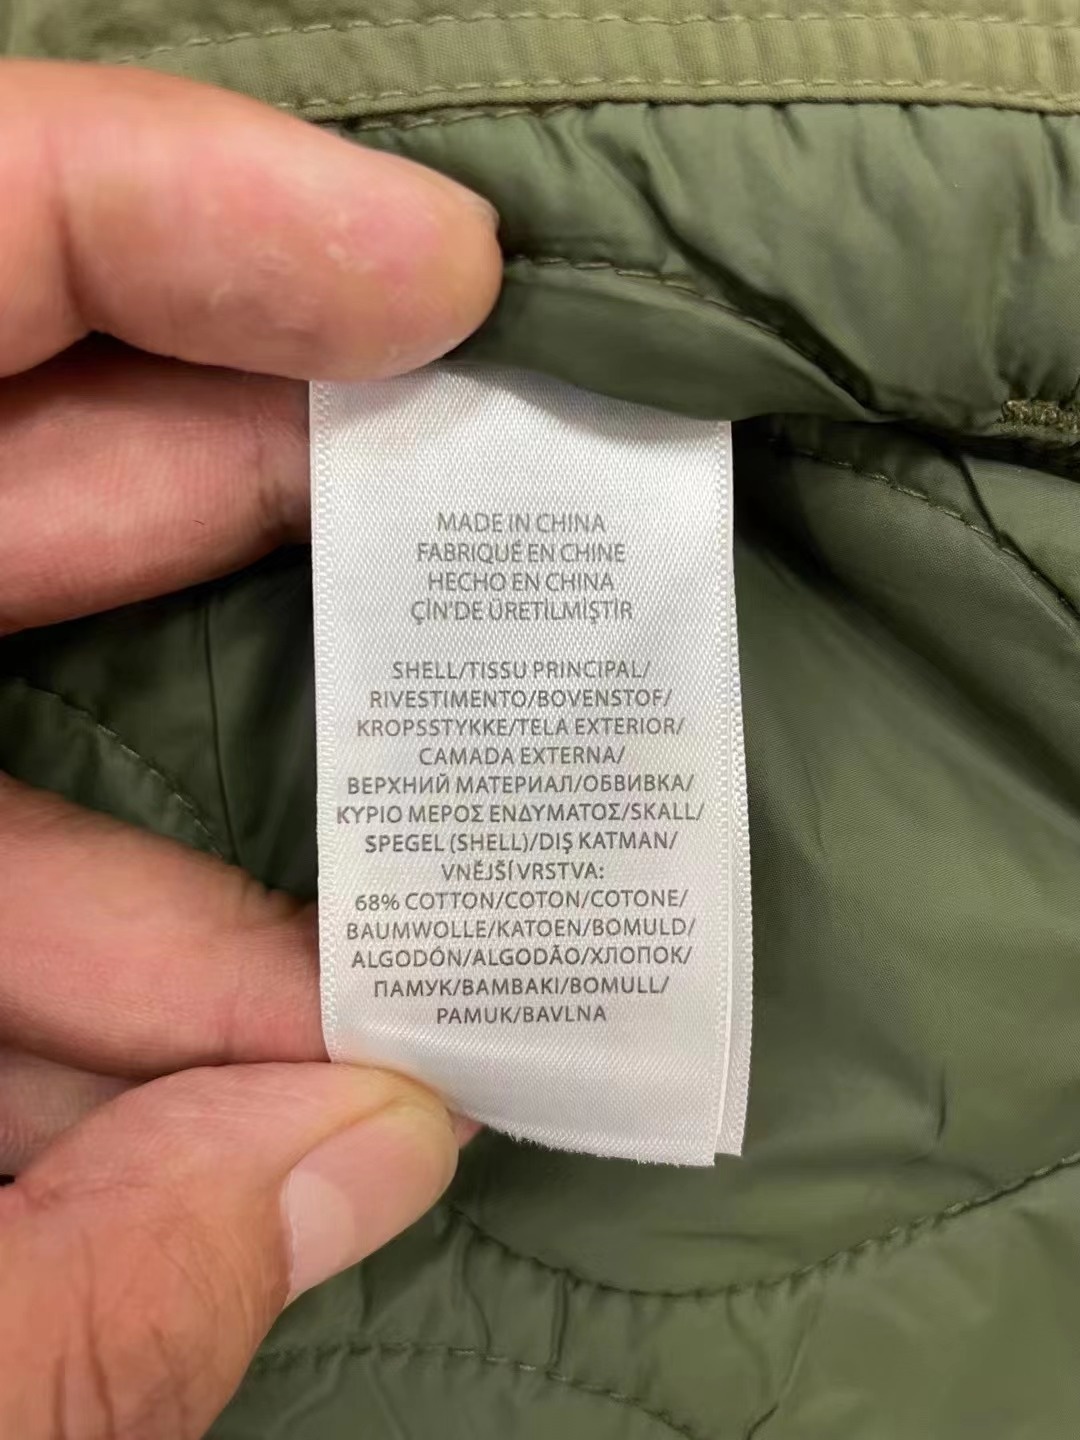 MADE IN CHINA
FABRIQUÉ EN CHINE
HECHO EN CHINA
ÇİN'DE ÜRETİLMİŞTİR
SHELL/TISSU PRINCIPAL/
RIVESTIMENTO/BOVENSTOF/
KROPSSTYKKE/TELA EXTERIOR/
CAMADA EXTERNA/
ВЕРХНИЙ МАТЕРИАЛ/ОБВИВКА/
ΚΥΡΙΟ ΜΕΡΟΣ ΕΝΔΥΜΑΤΟΣ/SKALL/
SPEGEL (SHELL)/DIŞ KATMAN/
VNĚJŠÍ VRSTVA:
68% COTTON/COTON/COTONE/
BAUMWOLLE/KATOEN/BOMULD/
ALGODÓN/ALGODÃO/ХЛОПОК/
ПАМУК/ΒΑΜΒΑΚΙ/BOMULL/
PAMUK/BAVLNA